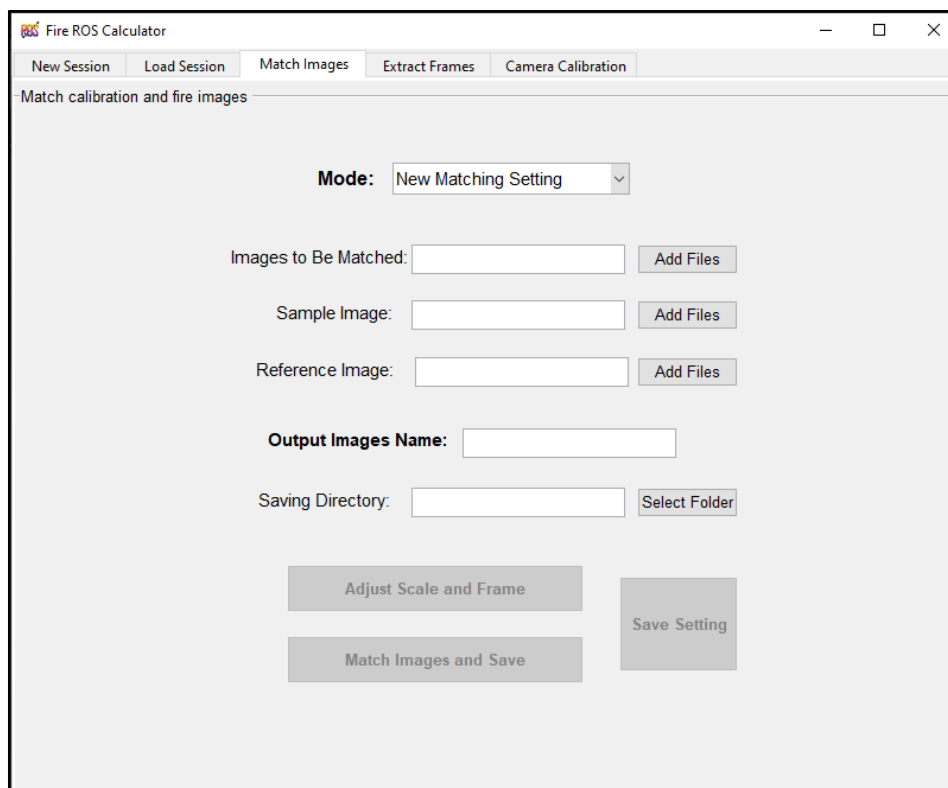 ROS Fire ROS Calculator
New Session Load Session Match Images Extract Frames Camera Calibration
Match calibration and fire images
Mode: New Matching Setting
Images to Be Matched: Add Files
Sample Image: Add Files
Reference Image: Add Files
Output Images Name:
Saving Directory: Select Folder
Adjust Scale and Frame
Save Setting
Match Images and Save